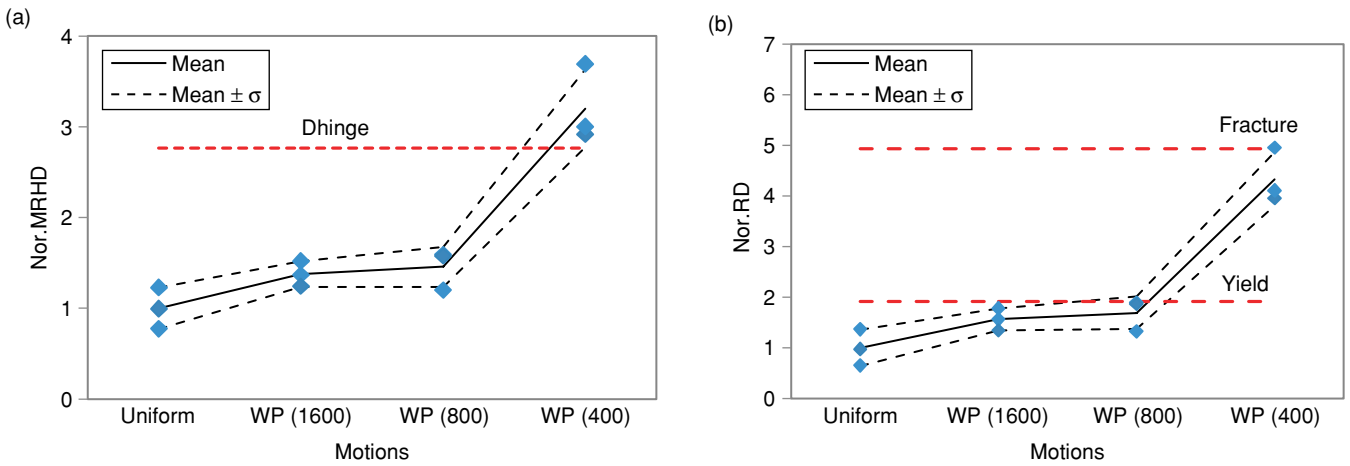 (a)
4
3
2
1
0
Nor.MRHD
Mean
Mean ± σ
Dhinge
Uniform WP (1600) WP (800) WP (400)
Motions
(b)
7
6
5
4
3
2
1
0
Nor.RD
Mean
Mean ± σ
Fracture
Yield
Uniform WP (1600) WP (800) WP (400)
Motions